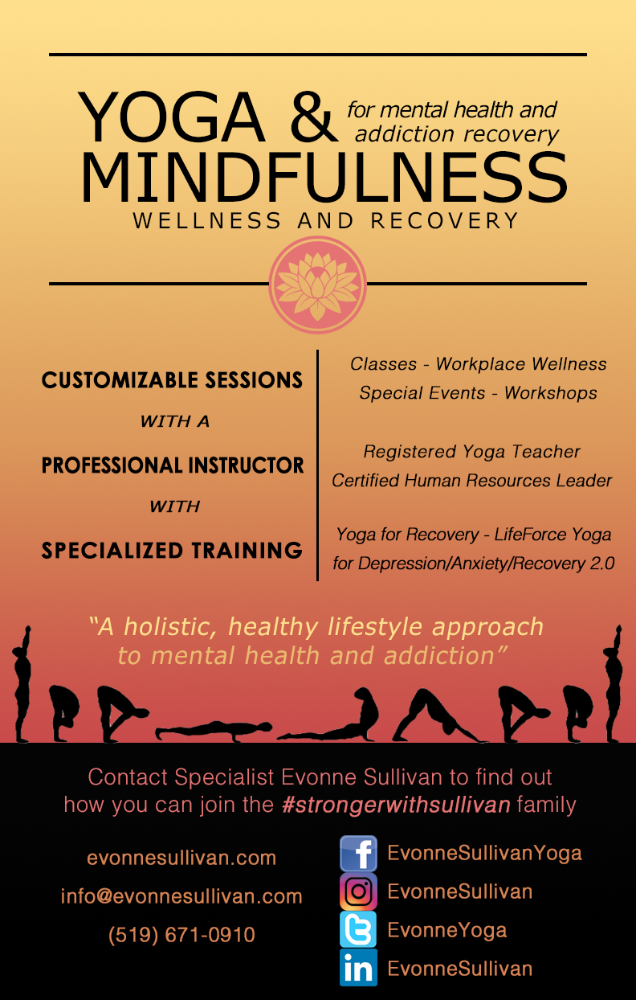 YOGA &
for mental health and
addiction recovery
MINDFULNESS
WELLNESS AND RECOVERY
CUSTOMIZABLE SESSIONS
WITH A
PROFESSIONAL INSTRUCTOR
WITH
SPECIALIZED TRAINING
Classes - Workplace Wellness
Special Events - Workshops
Registered Yoga Teacher
Certified Human Resources Leader
Yoga for Recovery - LifeForce Yoga
for Depression/Anxiety/Recovery 2.0
“A holistic, healthy lifestyle approach
to mental health and addiction”
Contact Specialist Evonne Sullivan to find out
how you can join the #strongerwithsullivan family
evonnesullivan.com
info@evonnesullivan.com
(519) 671-0910
f EvonneSullivanYoga
EvonneSullivan
t EvonneYoga
in EvonneSullivan